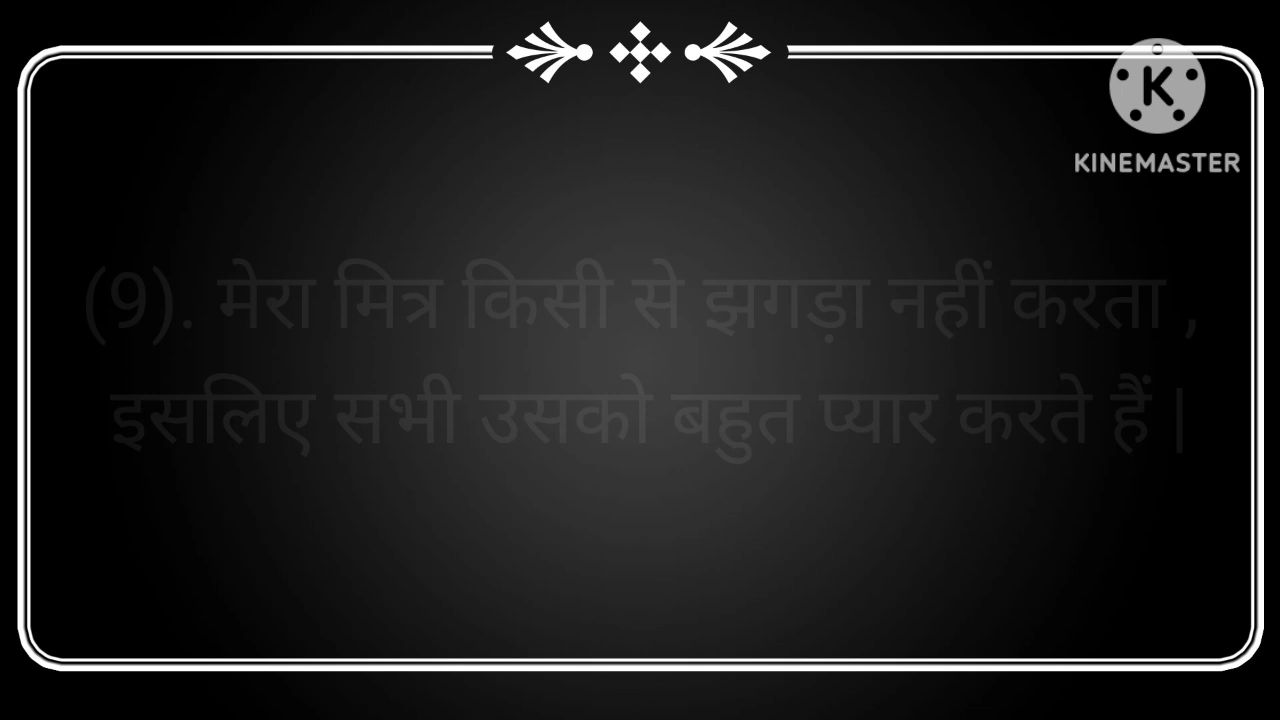 KINEMASTER
(9). मेरा मित्र किसी से झगड़ा नहीं करता ,
इसलिए सभी उसको बहुत प्यार करते हैं |